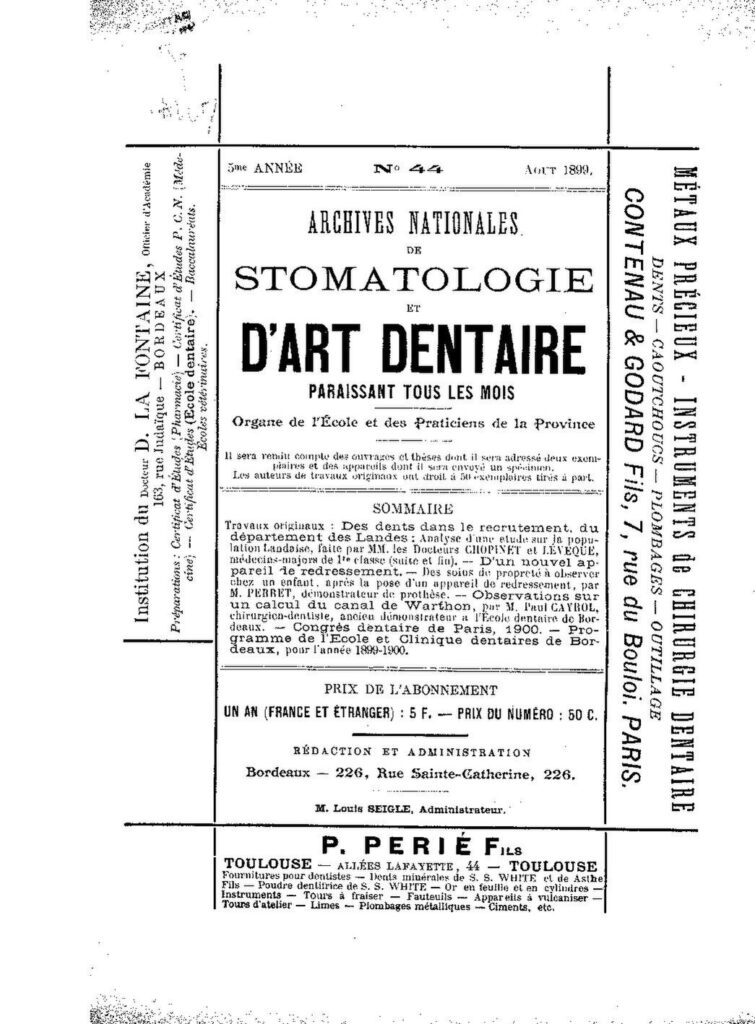 5me ANNÉE No 44 AOUT 1899.
ARCHIVES NATIONALES
DE
STOMATOLOGIE
ET
D'ART DENTAIRE
PARAISSANT TOUS LES MOIS
Organe de l'École et des Praticiens de la Province
Il sera rendu compte des ouvrages et thèses dont il sera adressé deux exem-
plaires et des appareils dont il sera envoyé un spécimen.
Les auteurs de travaux originaux ont droit à 50 exemplaires tirés à part.
SOMMAIRE
Travaux originaux : Des dents dans le recrutement, du
département des Landes : Analyse d'une etude sur la popu-
lation Landaise, faite par MM. les Docteurs CHOPINET et LÉVEQUE,
médecins-majors de 1re classe (suite et fin). — D'un nouvel ap-
pareil de redressement. — Des soins de propreté à observer
chez un enfant, après la pose d'un appareil de redressement, par
M. PERRET, démonstrateur de prothèse. — Observations sur
un calcul du canal de Warthon, par M. Paul CAYROL,
chirurgien-dentiste, ancien démonstrateur a l'École dentaire de Bor-
deaux. — Congrès dentaire de Paris, 1900. — Pro-
gramme de l'Ecole et Clinique dentaires de Bor-
deaux, pour l'année 1899-1900.
PRIX DE L'ABONNEMENT
UN AN (FRANCE ET ÉTRANGER) : 5 F. — PRIX DU NUMÉRO : 50 C.
RÉDACTION ET ADMINISTRATION
Bordeaux — 226, Rue Sainte-Catherine, 226.
M. Louis SEIGLE, Administrateur.
Institution du Docteur D. LA FONTAINE, Officier d'Académie
163, rue Judaïque — BORDEAUX
Préparations : Certificat d'Études (Pharmacie) — Certificat d'Études P. C. N. (Méde-
cine) — Certificat d'Études (Ecole dentaire). — Baccalauréats.
Écoles vétérinaires.
MÉTAUX PRÉCIEUX - INSTRUMENTS de CHIRURGIE DENTAIRE
DENTS — CAOUTCHOUCS — PLOMBAGES — OUTILLAGE
CONTENAU & GODARD Fils, 7, rue du Bouloi. PARIS.
P. PERIÉ FILS
TOULOUSE — ALLÉES LAFAYETTE, 44 — TOULOUSE
Fournitures pour dentistes — Dents minérales de S. S. WHITE et de Asthe
Fils — Poudre dentifrice de S. S. WHITE — Or en feuille et en cylindres —
Instruments — Tours à fraiser — Fauteuils — Appareils à vulcaniser —
Tours d'atelier — Limes — Plombages métalliques — Ciments, etc.